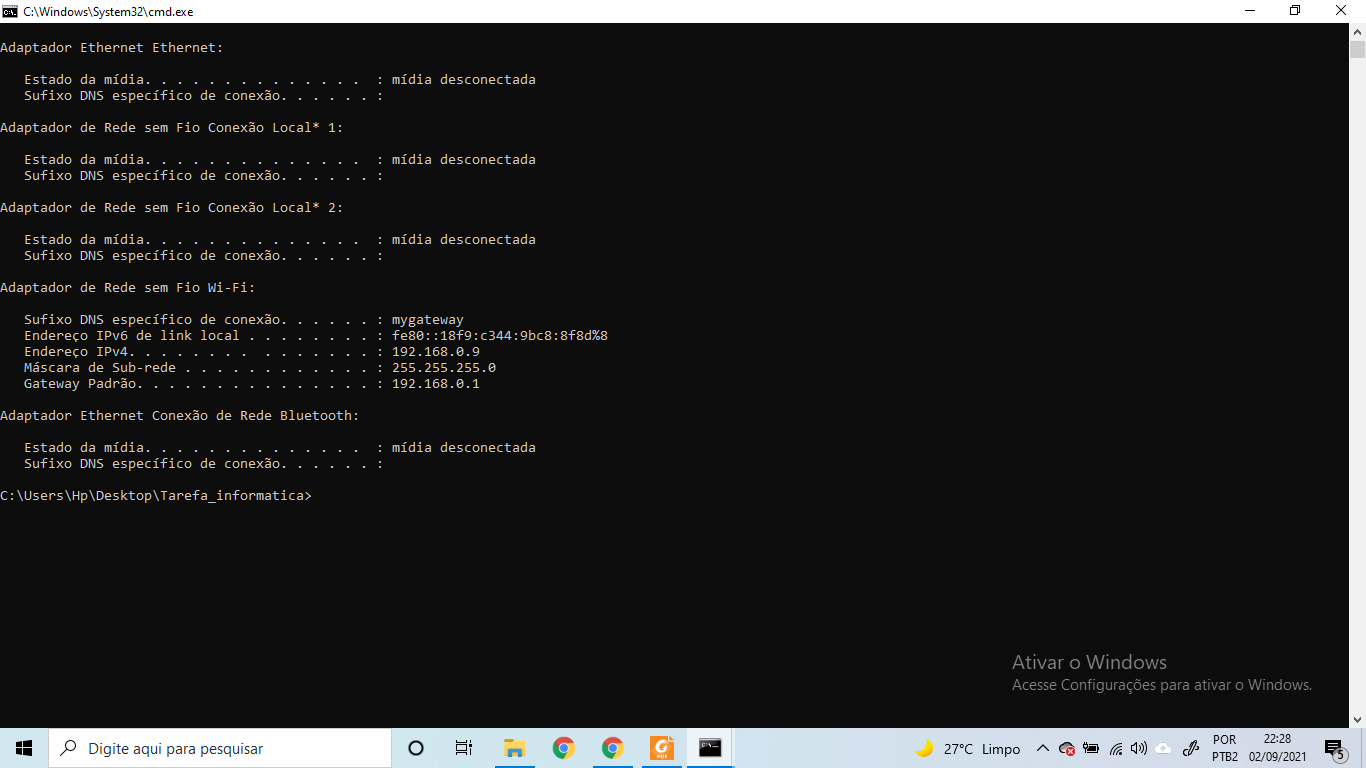 C:\Windows\System32\cmd.exe
Adaptador Ethernet Ethernet:
Estado da mídia. . . . . . . . . . . . . . : mídia desconectada
Sufixo DNS específico de conexão. . . . . . :
Adaptador de Rede sem Fio Conexão Local* 1:
Estado da mídia. . . . . . . . . . . . . . : mídia desconectada
Sufixo DNS específico de conexão. . . . . . :
Adaptador de Rede sem Fio Conexão Local* 2:
Estado da mídia. . . . . . . . . . . . . . : mídia desconectada
Sufixo DNS específico de conexão. . . . . . :
Adaptador de Rede sem Fio Wi-Fi:
Sufixo DNS específico de conexão. . . . . . : mygateway
Endereço IPv6 de link local . . . . . . . . : fe80::18f9:c344:9bc8:8f8d%8
Endereço IPv4. . . . . . . .  . . . . . . . : 192.168.0.9
Máscara de Sub-rede . . . . . . . . . . . . : 255.255.255.0
Gateway Padrão. . . . . . . . . . . . . . . : 192.168.0.1
Adaptador Ethernet Conexão de Rede Bluetooth:
Estado da mídia. . . . . . . . . . . . . . : mídia desconectada
Sufixo DNS específico de conexão. . . . . . :
C:\Users\Hp\Desktop\Tarefa_informatica>
Ativar o Windows
Acesse Configurações para ativar o Windows.
Digite aqui para pesquisar
PDF
27°C Limpo
POR
PTB2
22:28
02/09/2021
5